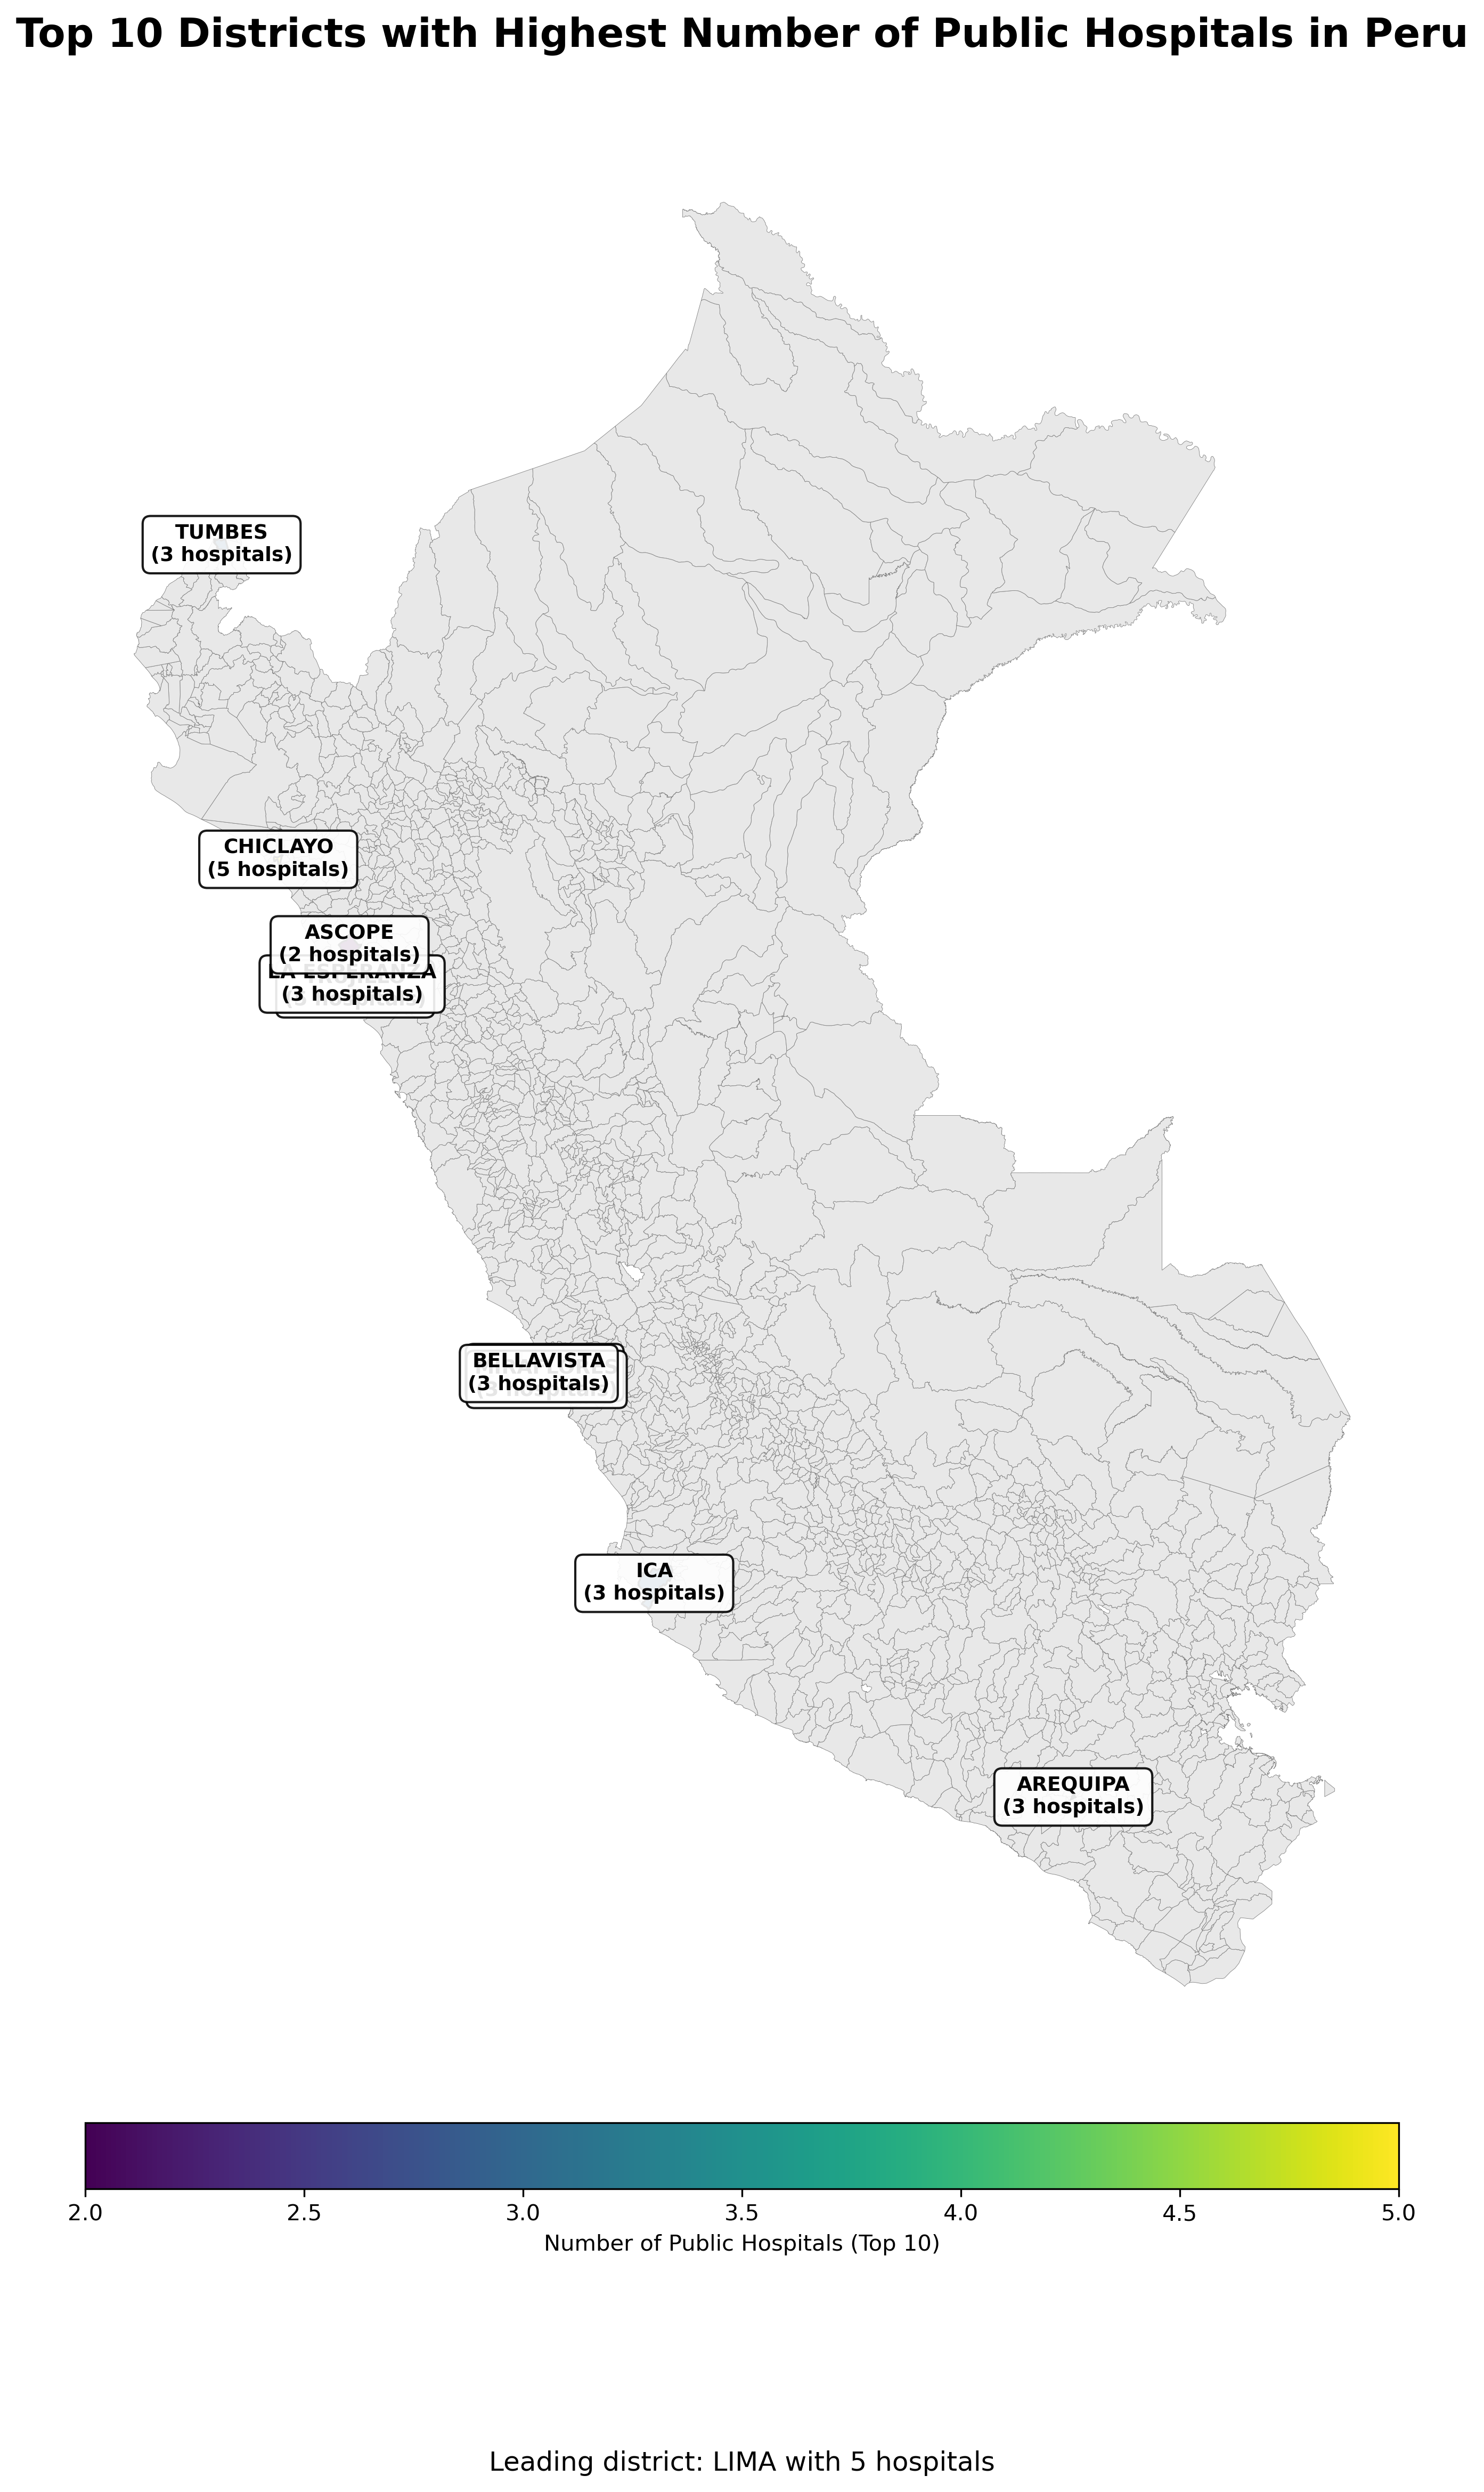 Top 10 Districts with Highest Number of Public Hospitals in Peru
TUMBES
(3 hospitals)
CHICLAYO
(5 hospitals)
ASCOPE
(2 hospitals)
LA ESPERANZA
(3 hospitals)
BELLAVISTA
(3 hospitals)
ICA
(3 hospitals)
AREQUIPA
(3 hospitals)
2.0 2.5 3.0 3.5 4.0 4.5 5.0
Number of Public Hospitals (Top 10)
Leading district: LIMA with 5 hospitals